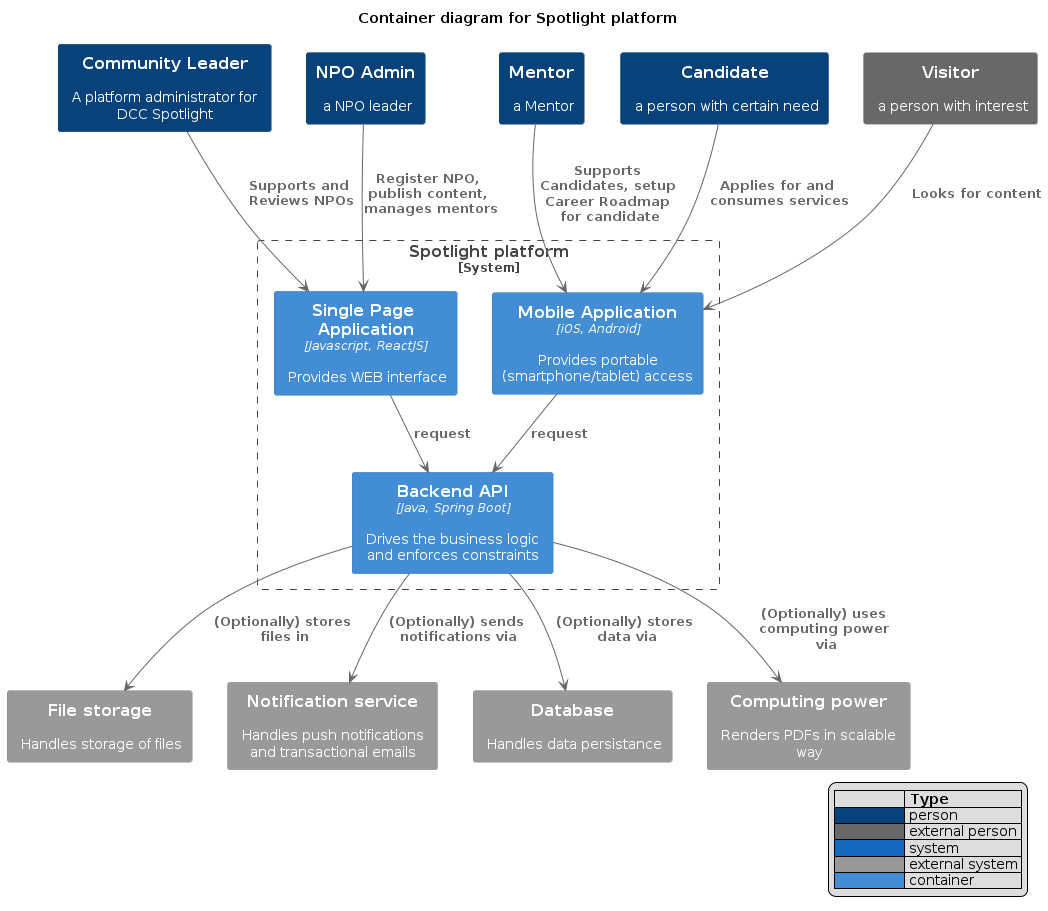 Container diagram for Spotlight platform
Community Leader
A platform administrator for
DCC Spotlight
NPO Admin
a NPO leader
Mentor
a Mentor
Candidate
a person with certain need
Visitor
a person with interest
Supports and
Reviews NPOs
Register NPO,
publish content,
manages mentors
Supports
Candidates, setup
Career Roadmap
for candidate
Applies for and
consumes services
Looks for content
Spotlight platform
[System]
Single Page
Application
[Javascript, ReactJS]
Provides WEB interface
Mobile Application
[iOS, Android]
Provides portable
(smartphone/tablet) access
request
request
Backend API
[Java, Spring Boot]
Drives the business logic
and enforces constraints
(Optionally) stores
files in
(Optionally) sends
notifications via
(Optionally) stores
data via
(Optionally) uses
computing power
via
File storage
Handles storage of files
Notification service
Handles push notifications
and transactional emails
Database
Handles data persistance
Computing power
Renders PDFs in scalable
way
Type
person
external person
system
external system
container